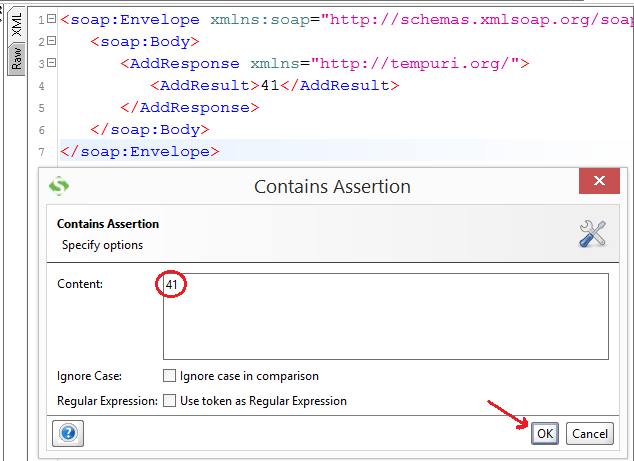 XML
Raw
1 <soap:Envelope xmlns:soap="http://schemas.xmlsoap.org/soap
2 <soap:Body>
3 <AddResponse xmlns="http://tempuri.org/">
4 <AddResult>41</AddResult>
5 </AddResponse>
6 </soap:Body>
7 </soap:Envelope>
Contains Assertion
Contains Assertion
Specify options
Content: 41
Ignore Case: Ignore case in comparison
Regular Expression: Use token as Regular Expression
OK Cancel